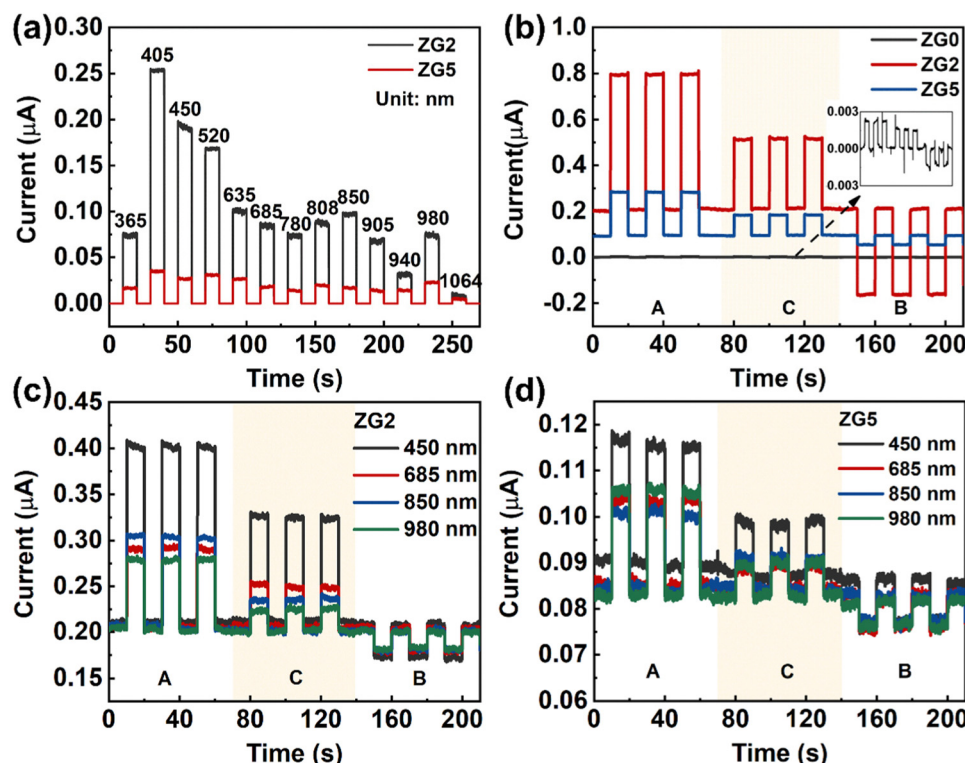 (a)
0.30
0.25
0.20
0.15
0.10
0.05
0.00
Current (μA)
405
450
520
635
365
685
780
808
850
905
940
980
1064
ZG2
ZG5
Unit: nm
0 50 100 150 200 250
Time (s)
(b)
1.0
0.8
0.6
0.4
0.2
0.0
-0.2
Current(μA)
ZG0
ZG2
ZG5
0.003
0.000
0.003
A C B
0 40 80 120 160 200
Time (s)
(c)
0.45
0.40
0.35
0.30
0.25
0.20
0.15
Current (μA)
ZG2
450 nm
685 nm
850 nm
980 nm
A C B
0 40 80 120 160 200
Time (s)
(d)
0.12
0.11
0.10
0.09
0.08
0.07
0.06
Current (μA)
ZG5
450 nm
685 nm
850 nm
980 nm
A C B
0 40 80 120 160 200
Time (s)